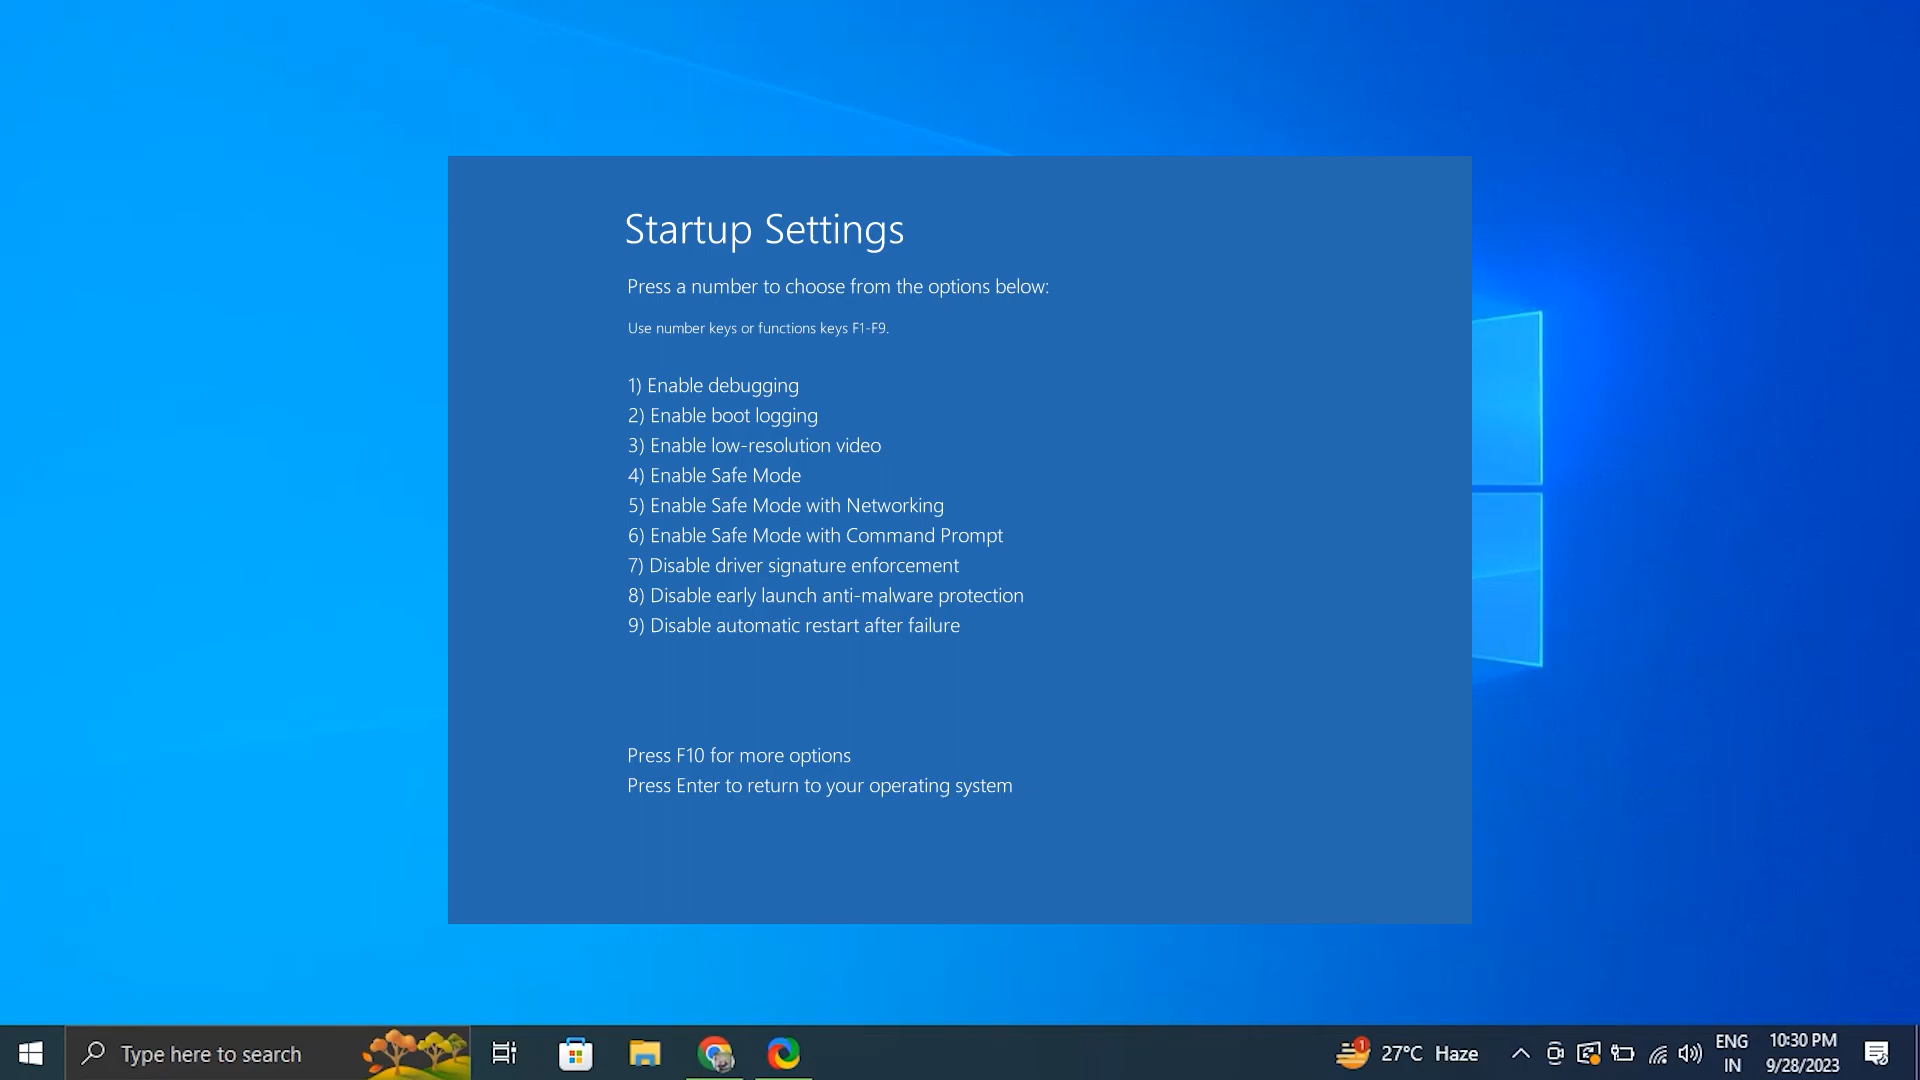 Startup Settings
Press a number to choose from the options below:
Use number keys or functions keys F1-F9.
1) Enable debugging
2) Enable boot logging
3) Enable low-resolution video
4) Enable Safe Mode
5) Enable Safe Mode with Networking
6) Enable Safe Mode with Command Prompt
7) Disable driver signature enforcement
8) Disable early launch anti-malware protection
9) Disable automatic restart after failure
Press F10 for more options
Press Enter to return to your operating system
Type here to search
1
27°C Haze
ENG
IN
10:30 PM
9/28/2023